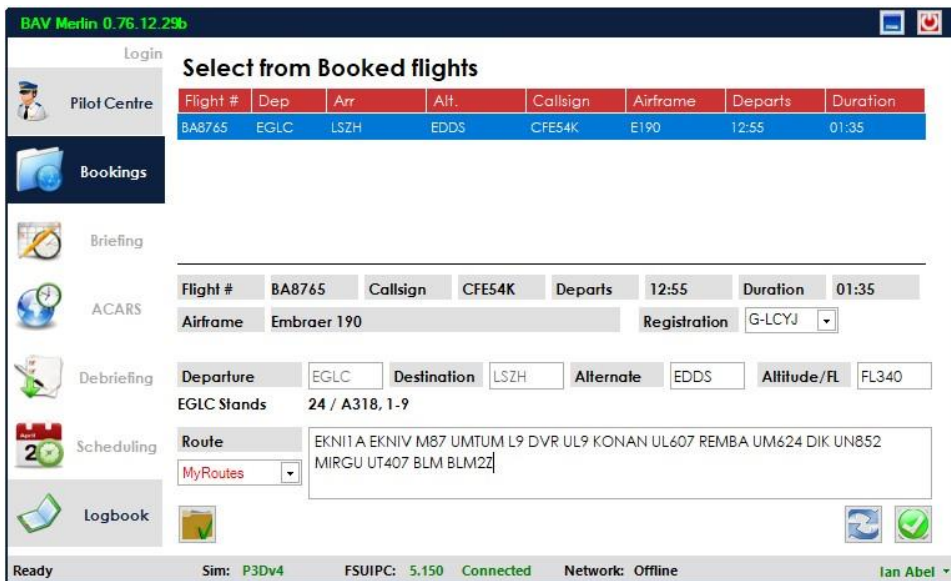 BAV Merlin 0.76.12.29b
Login
Pilot Centre
Bookings
Briefing
ACARS
Debriefing
April
2
Scheduling
Logbook
Select from Booked flights
Flight # Dep Arr Alt. Callsign Airframe Departs Duration
BA8765 EGLC LSZH EDDS CFE54K E190 12:55 01:35
Flight # BA8765 Callsign CFE54K Departs 12:55 Duration 01:35
Airframe Embraer 190 Registration G-LCYJ
Departure EGLC Destination LSZH Alternate EDDS Altitude/FL FL340
EGLC Stands 24 / A318, 1-9
Route EKNI1A EKNIV M87 UMTUM L9 DVR UL9 KONAN UL607 REMBA UM624 DIK UN852
MyRoutes MIRGU UT407 BLM BLM2Z
Ready Sim: P3Dv4 FSUIPC: 5.150 Connected Network: Offline Ian Abel